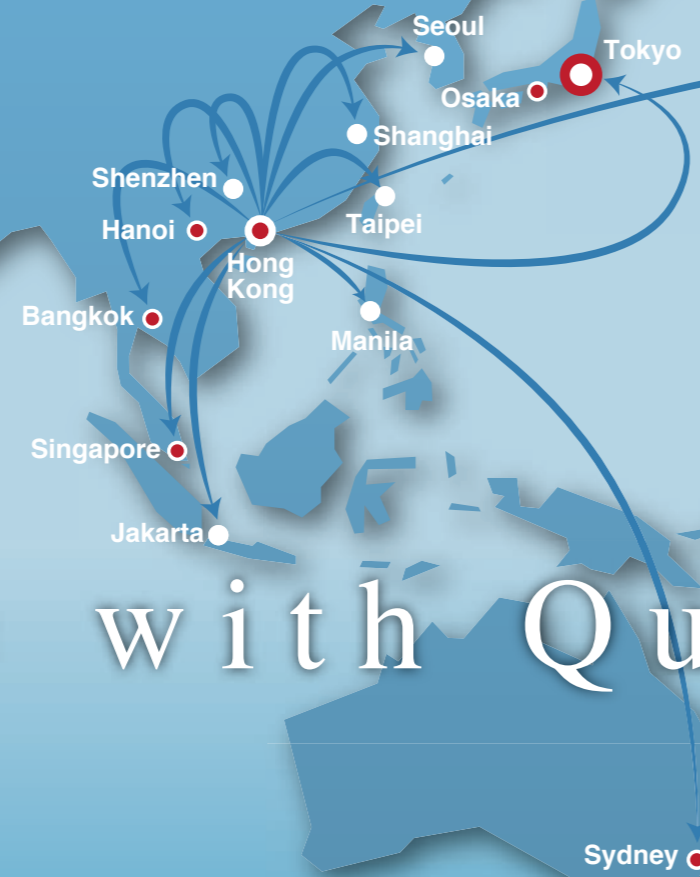 Seoul
Tokyo
Osaka
Shanghai
Shenzhen
Taipei
Hanoi
Hong
Kong
Bangkok
Manila
Singapore
Jakarta
with Qu
Sydney